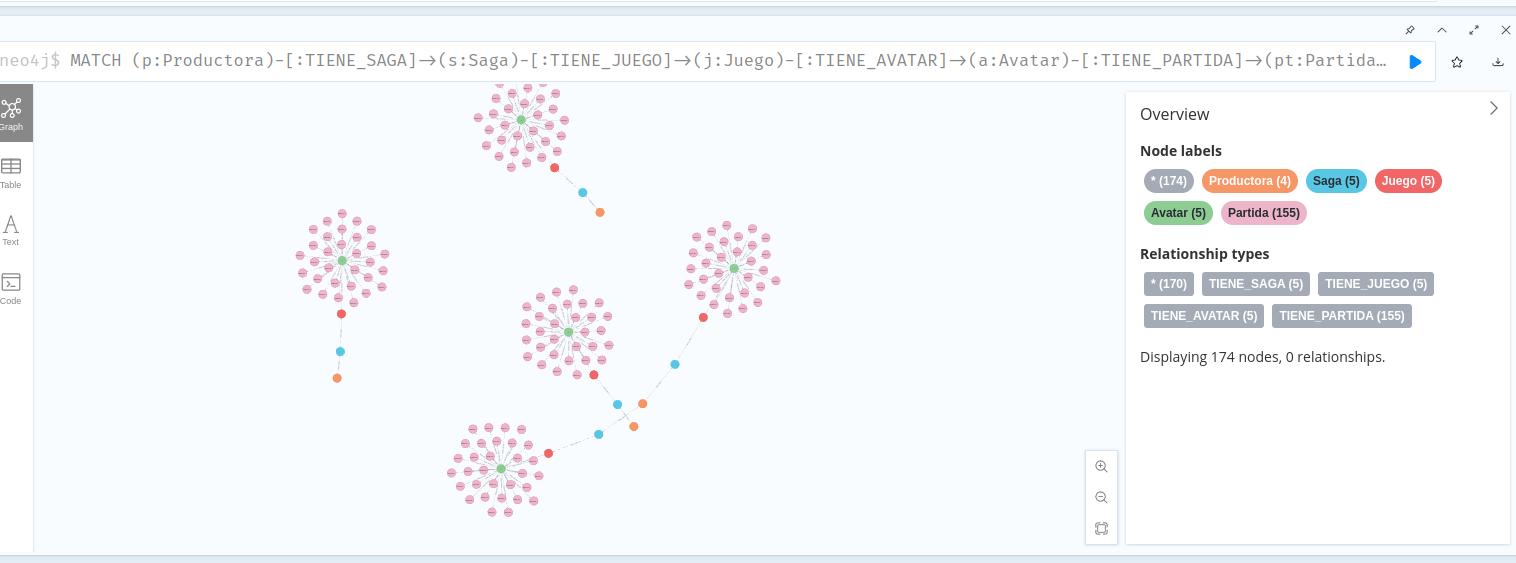 neo4j$ MATCH (p:Productora)-[:TIENE_SAGA]->(s:Saga)-[:TIENE_JUEGO]->(j:Juego)-[:TIENE_AVATAR]->(a:Avatar)-[:TIENE_PARTIDA]->(pt:Partida…
Graph
Table
A
Text
Code
Overview
Node labels
* (174) Productora (4) Saga (5) Juego (5)
Avatar (5) Partida (155)
Relationship types
* (170) TIENE_SAGA (5) TIENE_JUEGO (5)
TIENE_AVATAR (5) TIENE_PARTIDA (155)
Displaying 174 nodes, 0 relationships.